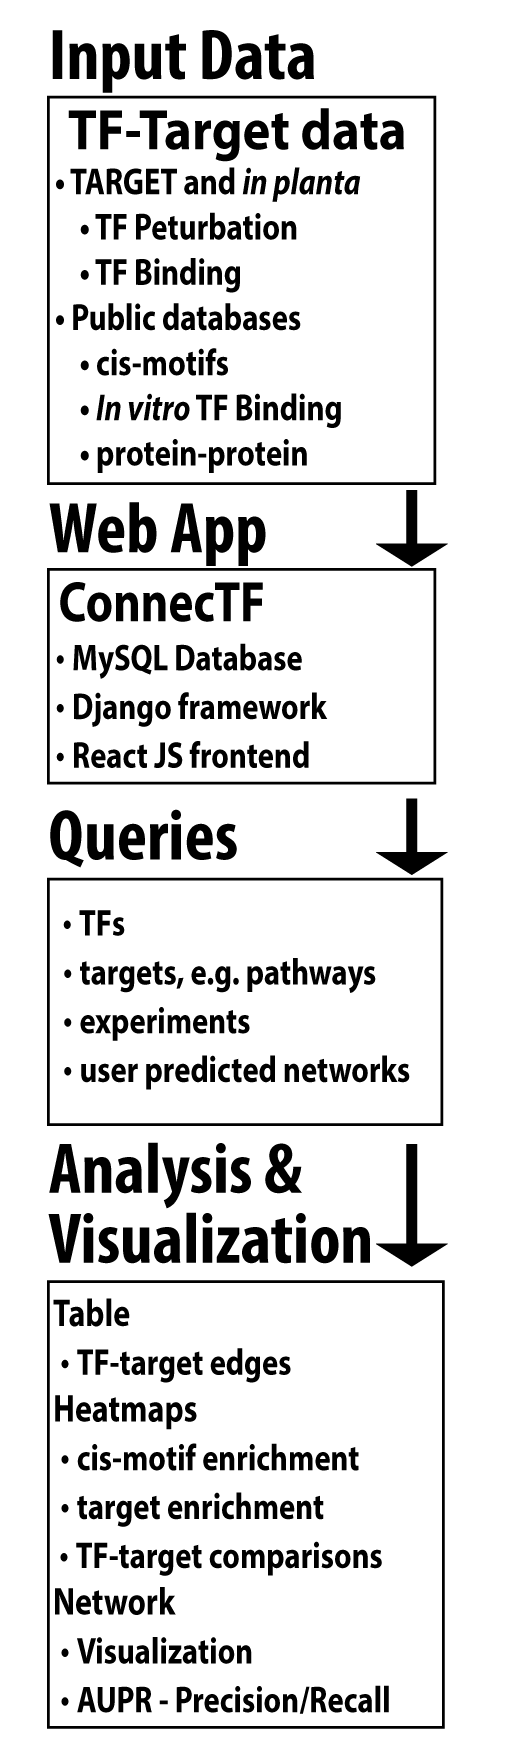 Input Data
TF-Target data
• TARGET and in planta
• TF Peturbation
• TF Binding
• Public databases
• cis-motifs
• In vitro TF Binding
• protein-protein
Web App
ConnecTF
• MySQL Database
• Django framework
• React JS frontend
Queries
• TFs
• targets, e.g. pathways
• experiments
• user predicted networks
Analysis &
Visualization
Table
• TF-target edges
Heatmaps
• cis-motif enrichment
• target enrichment
• TF-target comparisons
Network
• Visualization
• AUPR - Precision/Recall